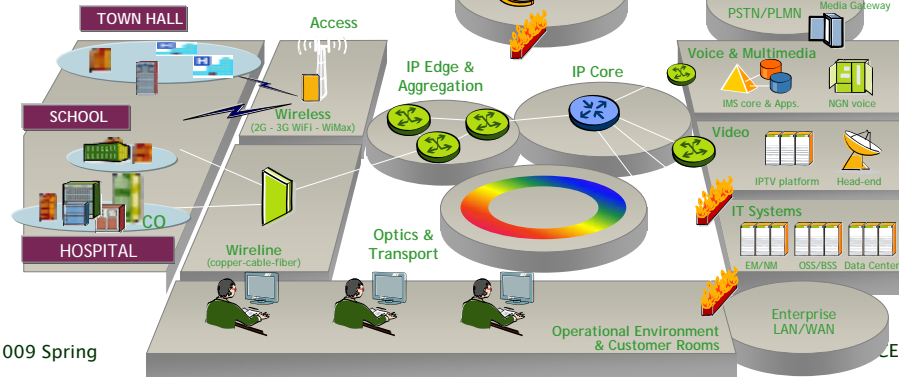 TOWN HALL
Access
PSTN/PLMN
Media Gateway
IP Edge &
Aggregation
IP Core
Voice & Multimedia
IMS core & Apps.
NGN voice
Wireless
(2G - 3G WiFi - WiMax)
SCHOOL
Video
IPTV platform
Head-end
CO
HOSPITAL
Wireline
(copper-cable-fiber)
Optics &
Transport
IT Systems
EM/NM
OSS/BSS
Data Center
Enterprise
LAN/WAN
Operational Environment
& Customer Rooms
009 Spring
CE